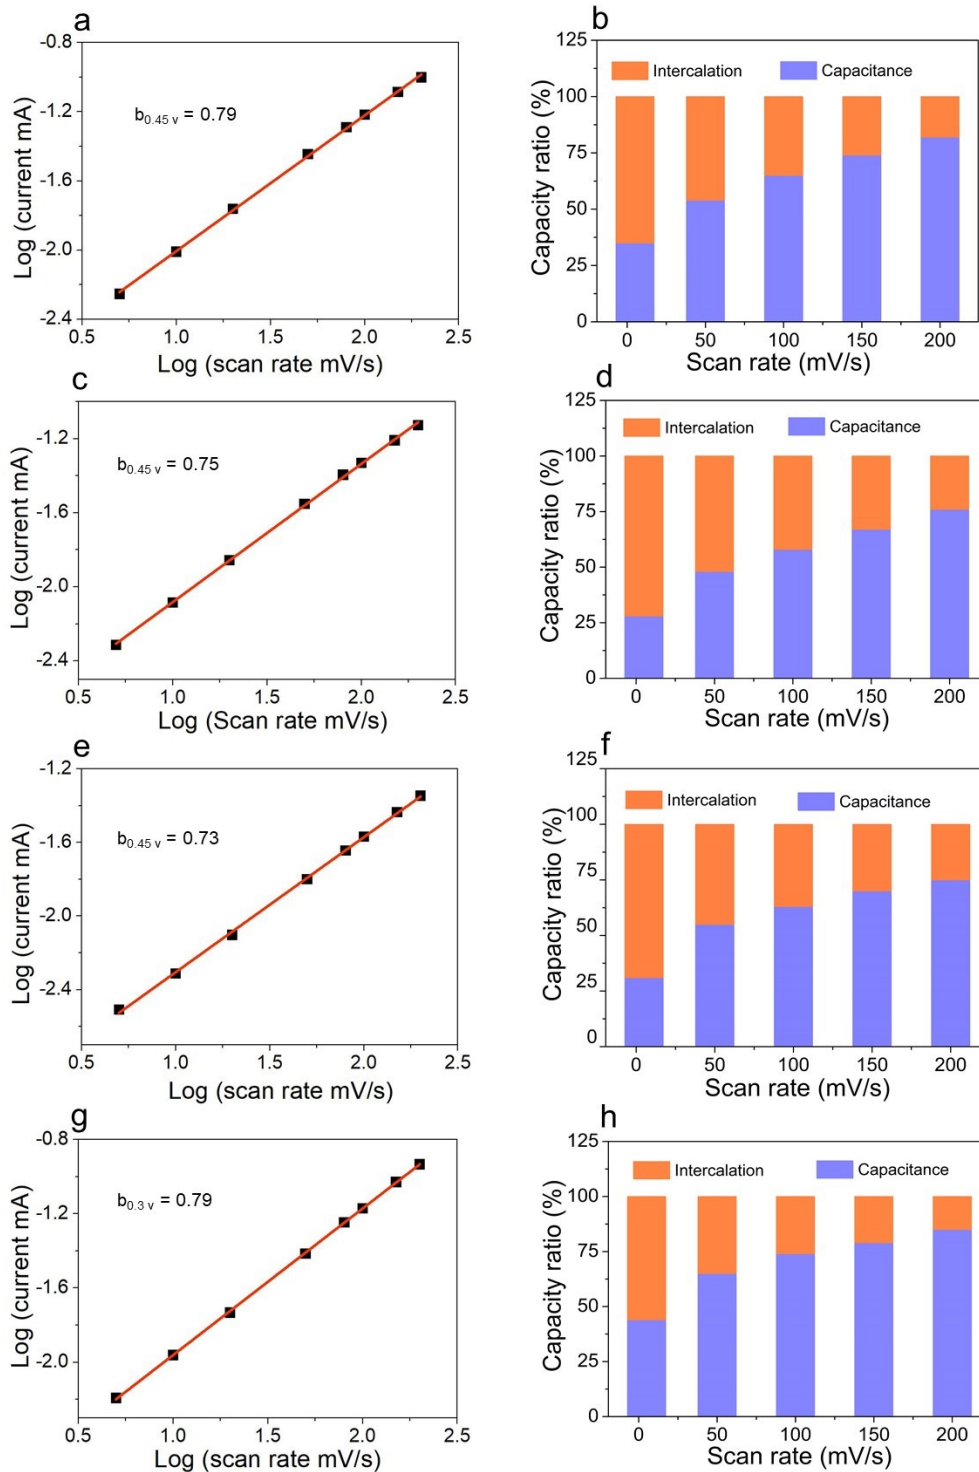 a
-0.8
-1.2
-1.6
-2.0
-2.4
Log (current mA)
b0.45 v = 0.79
0.5 1.0 1.5 2.0 2.5
Log (scan rate mV/s)
b
125
100
75
50
25
0
Capacity ratio (%)
Intercalation Capacitance
0 50 100 150 200
Scan rate (mV/s)
c
-1.2
-1.6
-2.0
-2.4
Log (current mA)
b0.45 v = 0.75
0.5 1.0 1.5 2.0 2.5
Log (Scan rate mV/s)
d
125
100
75
50
25
0
Capacity ratio (%)
Intercalation Capacitance
0 50 100 150 200
Scan rate (mV/s)
e
-1.2
-1.6
-2.0
-2.4
Log (current mA)
b0.45 v = 0.73
0.5 1.0 1.5 2.0 2.5
Log (scan rate mV/s)
f
125
100
75
50
25
0
Capacity ratio (%)
Intercalation Capacitance
0 50 100 150 200
Scan rate (mV/s)
g
-0.8
-1.2
-1.6
-2.0
Log (current mA)
b0.3 v = 0.79
0.5 1.0 1.5 2.0 2.5
Log (scan rate mV/s)
h
125
100
75
50
25
0
Capacity ratio (%)
Intercalation Capacitance
0 50 100 150 200
Scan rate (mV/s)